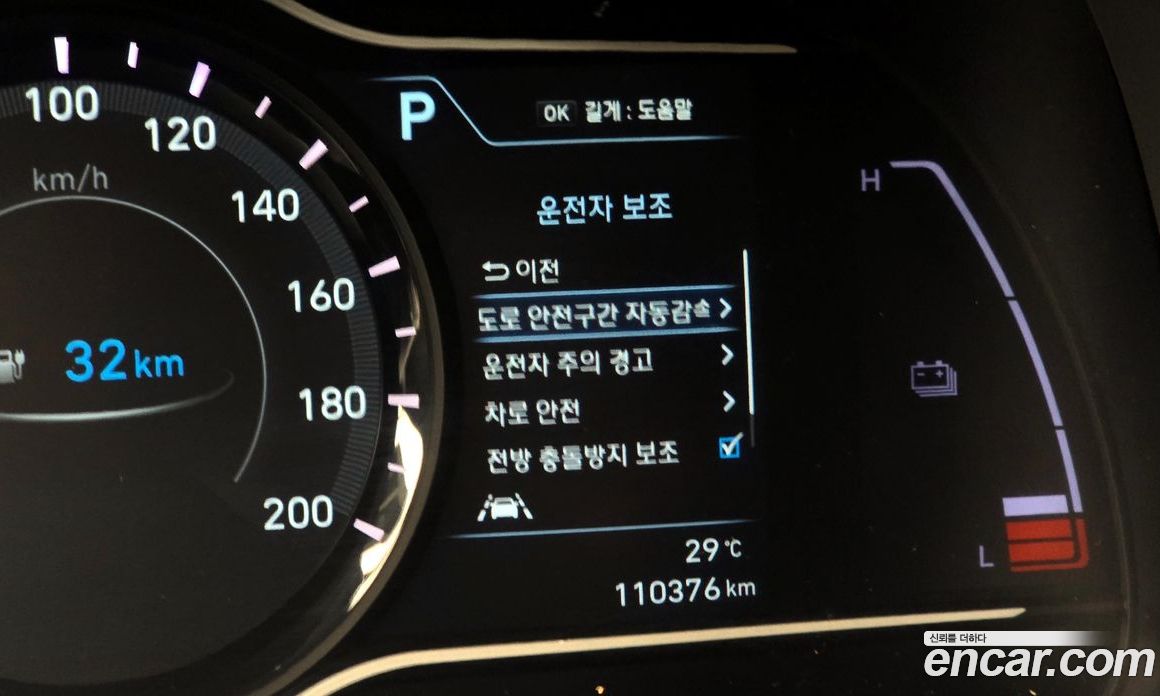 100
120
km/h
140
160
32 km
180
200
P
OK 길게 : 도움말
운전자 보조
이전
도로 안전구간 자동감속
운전자 주의 경고
차로 안전
전방 충돌방지 보조
29 ℃
110376 km
H
L
신뢰를 더하다
encar.com